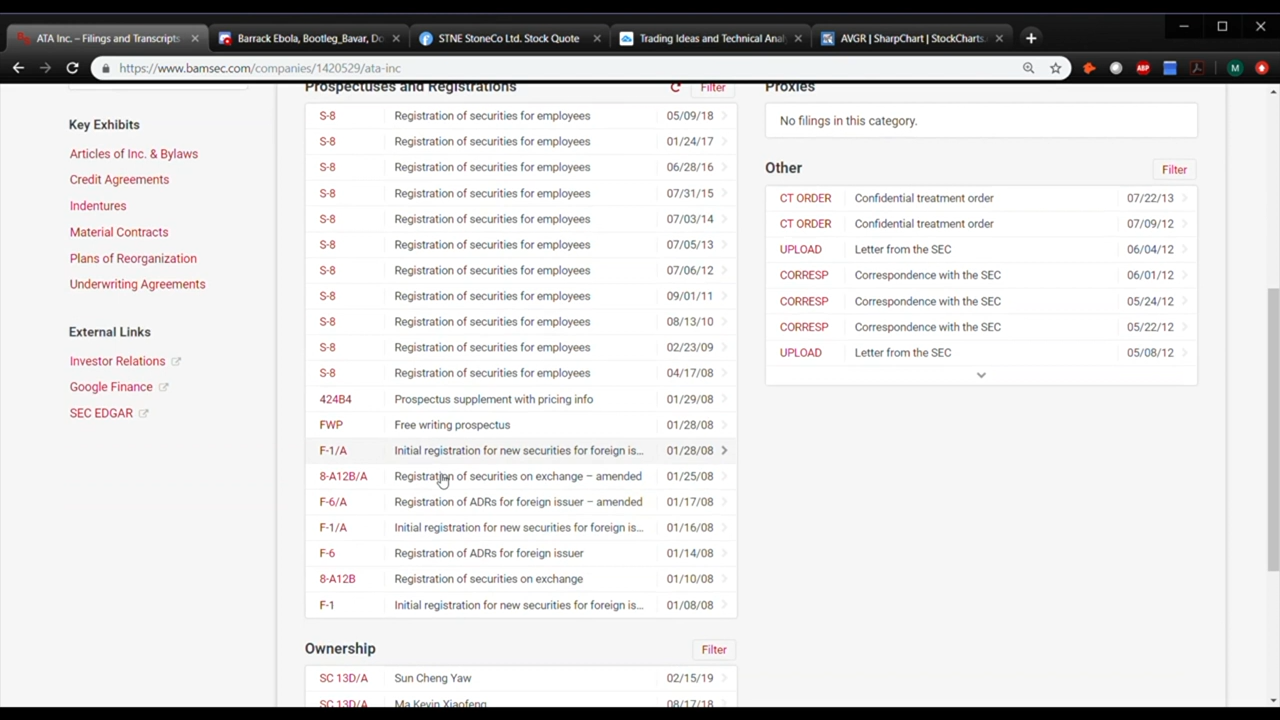 ATA Inc. – Filings and Transcripts
Barrack Ebola, Bootleg_Bavar, Do
STNE StoneCo Ltd. Stock Quote
Trading Ideas and Technical Anal
AVGR | SharpChart | StockCharts.
https://www.bamsec.com/companies/1420529/ata-inc
ABP
M
Key Exhibits
Articles of Inc. & Bylaws
Credit Agreements
Indentures
Material Contracts
Plans of Reorganization
Underwriting Agreements
External Links
Investor Relations
Google Finance
SEC EDGAR
Prospectuses and Registrations
Filter
S-8 Registration of securities for employees 05/09/18
S-8 Registration of securities for employees 01/24/17
S-8 Registration of securities for employees 06/28/16
S-8 Registration of securities for employees 07/31/15
S-8 Registration of securities for employees 07/03/14
S-8 Registration of securities for employees 07/05/13
S-8 Registration of securities for employees 07/06/12
S-8 Registration of securities for employees 09/01/11
S-8 Registration of securities for employees 08/13/10
S-8 Registration of securities for employees 02/23/09
S-8 Registration of securities for employees 04/17/08
424B4 Prospectus supplement with pricing info 01/29/08
FWP Free writing prospectus 01/28/08
F-1/A Initial registration for new securities for foreign is... 01/28/08
8-A12B/A Registration of securities on exchange – amended 01/25/08
F-6/A Registration of ADRs for foreign issuer – amended 01/17/08
F-1/A Initial registration for new securities for foreign is... 01/16/08
F-6 Registration of ADRs for foreign issuer 01/14/08
8-A12B Registration of securities on exchange 01/10/08
F-1 Initial registration for new securities for foreign is... 01/08/08
Ownership
Filter
SC 13D/A Sun Cheng Yaw 02/15/19
SC 13D/A Ma Kevin Xiaofeng 08/17/18
Proxies
No filings in this category.
Other
Filter
CT ORDER Confidential treatment order 07/22/13
CT ORDER Confidential treatment order 07/09/12
UPLOAD Letter from the SEC 06/04/12
CORRESP Correspondence with the SEC 06/01/12
CORRESP Correspondence with the SEC 05/24/12
CORRESP Correspondence with the SEC 05/22/12
UPLOAD Letter from the SEC 05/08/12